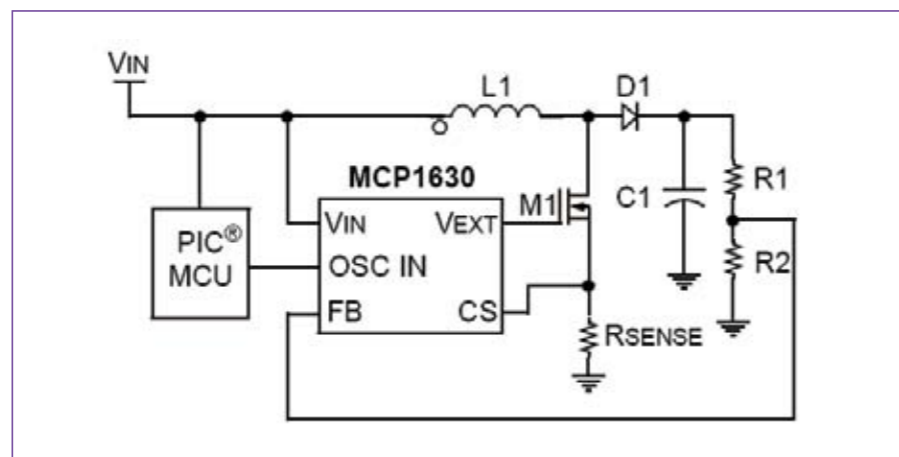 VIN
L1
D1
MCP1630
M1
C1
R1
PIC®
MCU
VIN
VEXT
OSC IN
R2
FB
CS
RSENSE